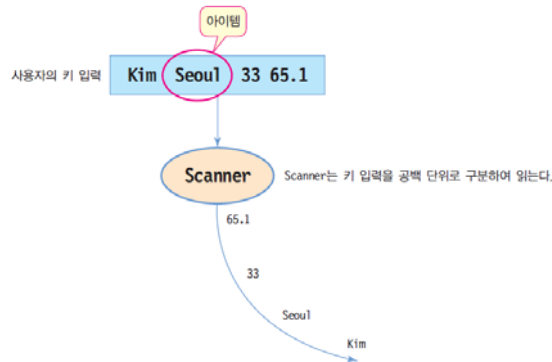 아이템
사용자의 키 입력 Kim Seoul 33 65.1
Scanner Scanner는 키 입력을 공백 단위로 구분하여 읽는다.
65.1
33
Seoul
Kim